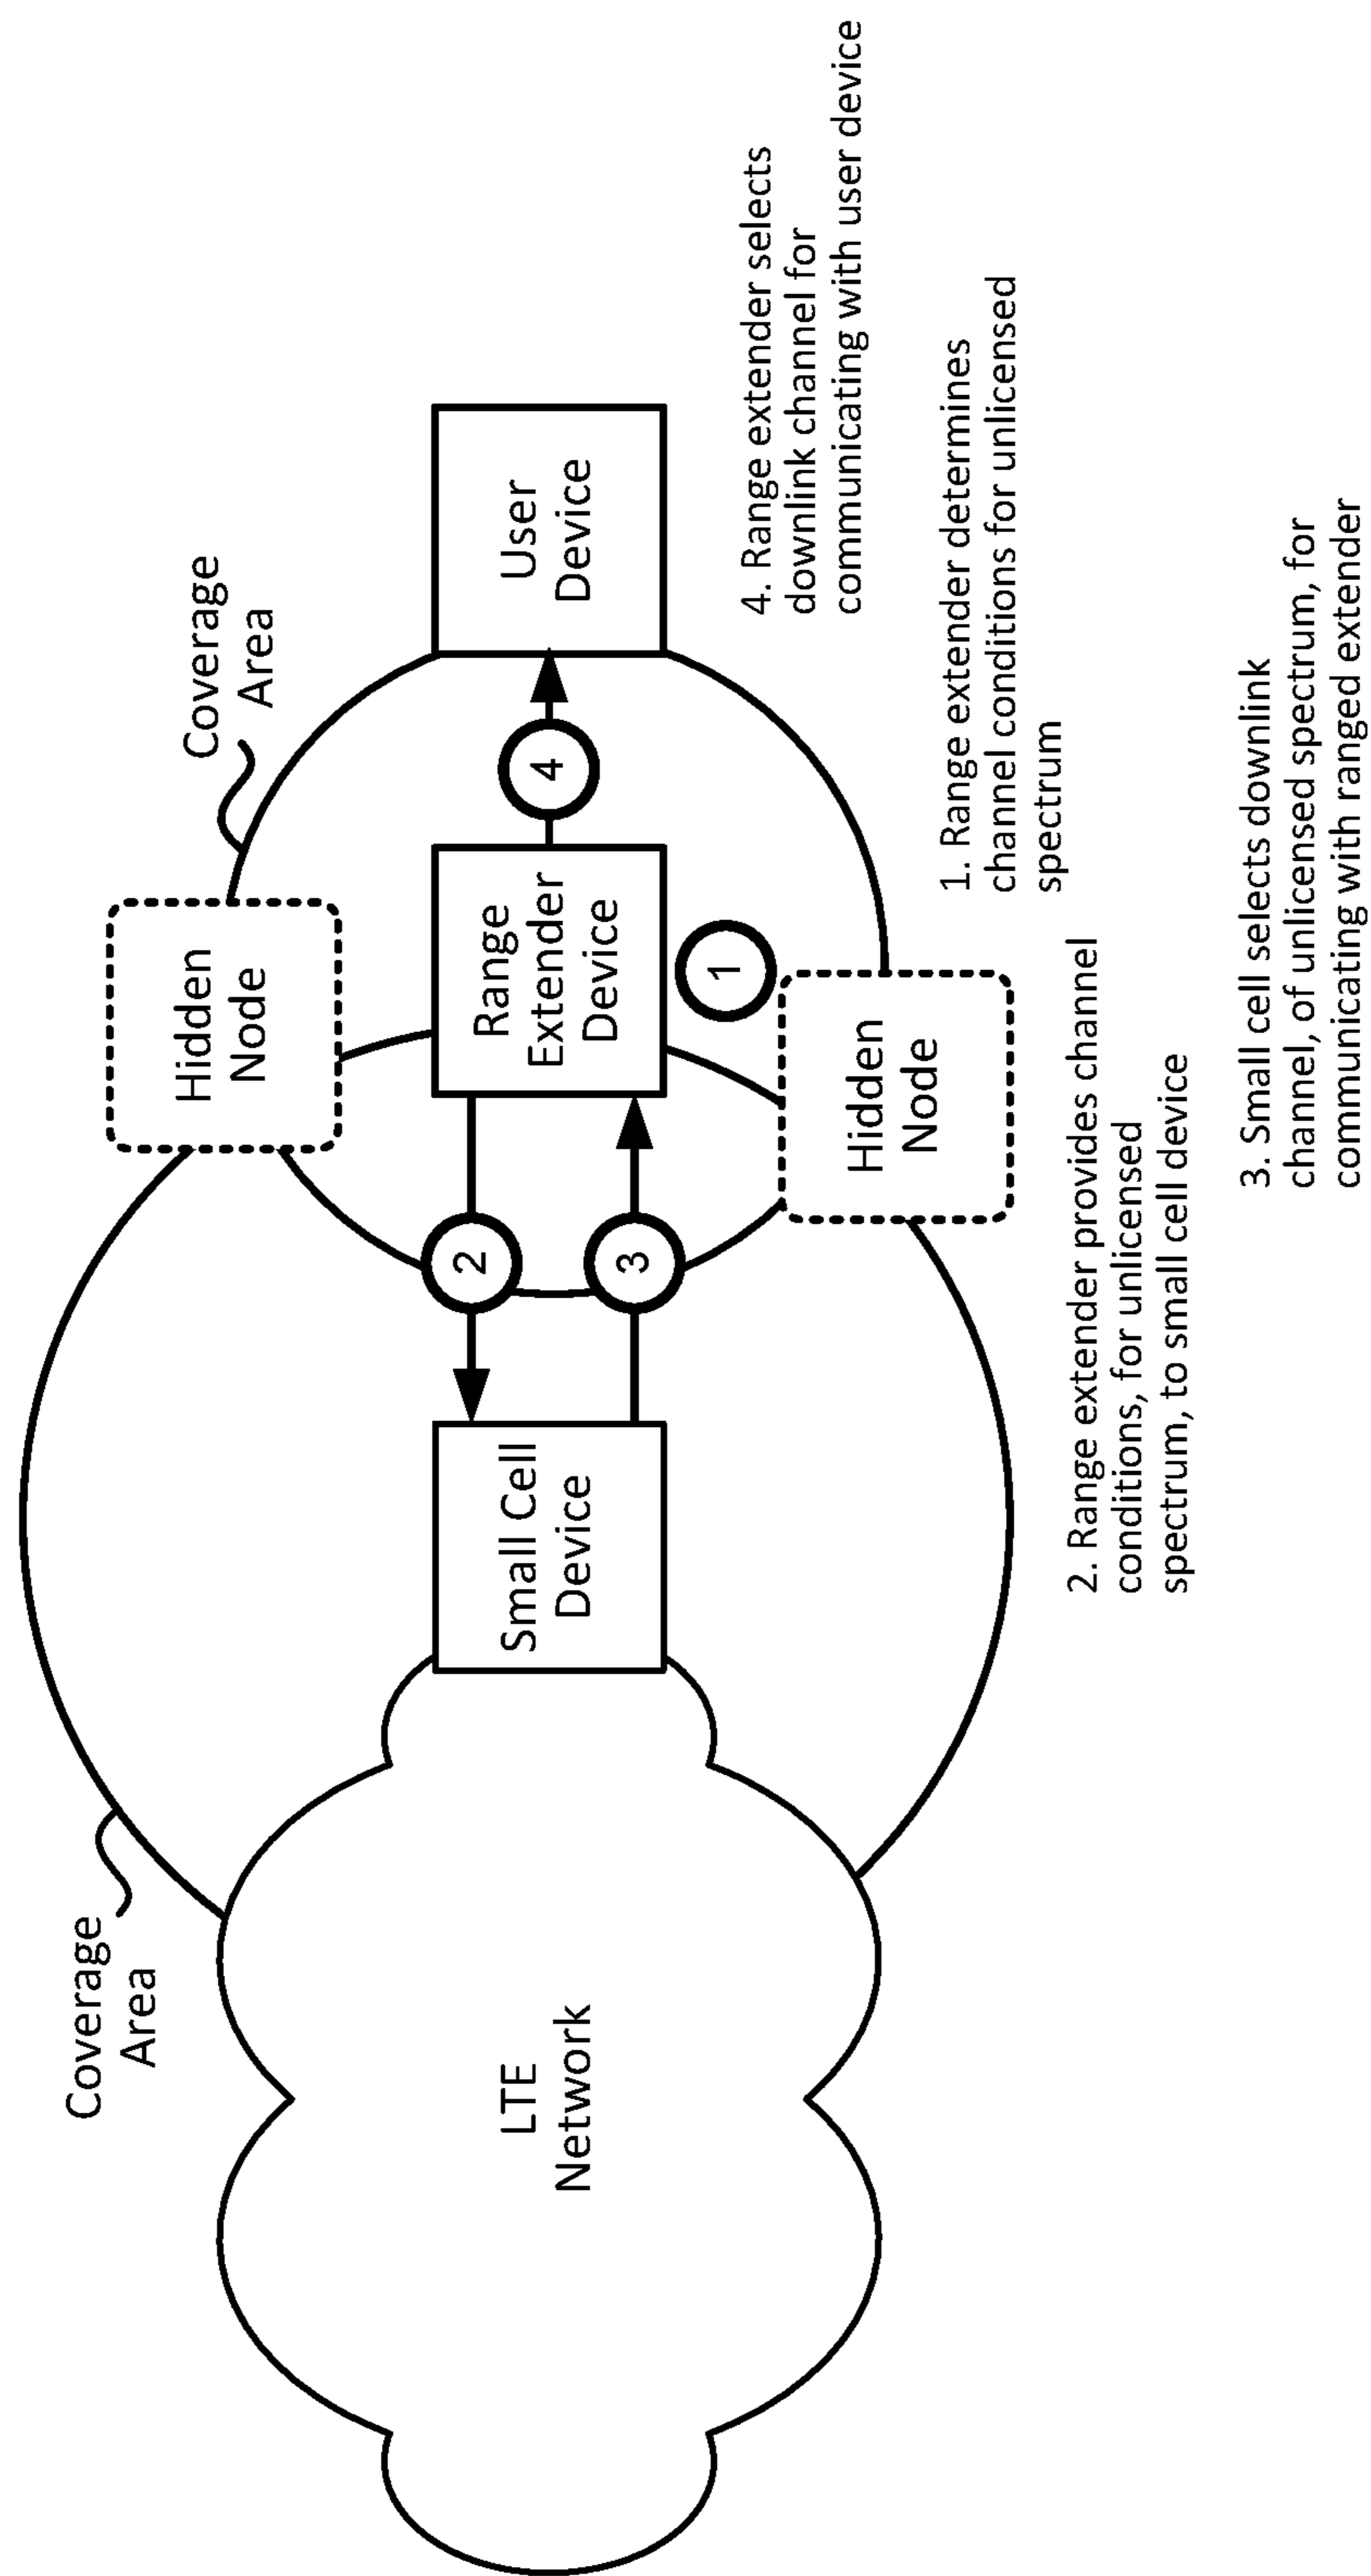 Coverage
Area
Coverage
Area
Hidden
Node
LTE
Network
Small Cell
Device
2
3
Range
Extender
Device
4
User
Device
1
Hidden
Node
4. Range extender selects
downlink channel for
communicating with user device
1. Range extender determines
channel conditions for unlicensed
spectrum
2. Range extender provides channel
conditions, for unlicensed
spectrum, to small cell device
3. Small cell selects downlink
channel, of unlicensed spectrum, for
communicating with ranged extender